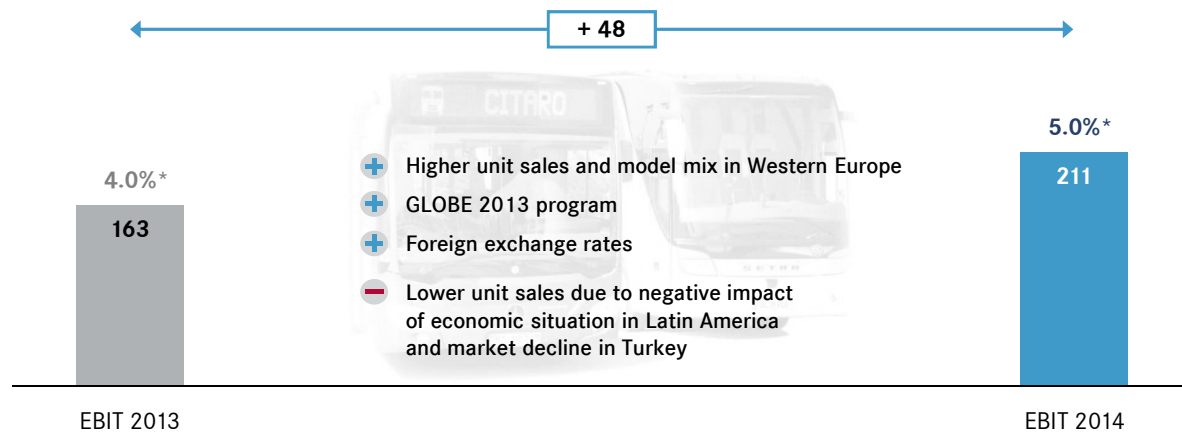 + 48
CITARO
5.0%*
4.0%*
Higher unit sales and model mix in Western Europe
211
163
GLOBE 2013 program
Foreign exchange rates
SETRA
Lower unit sales due to negative impact
of economic situation in Latin America
and market decline in Turkey
EBIT 2013
EBIT 2014